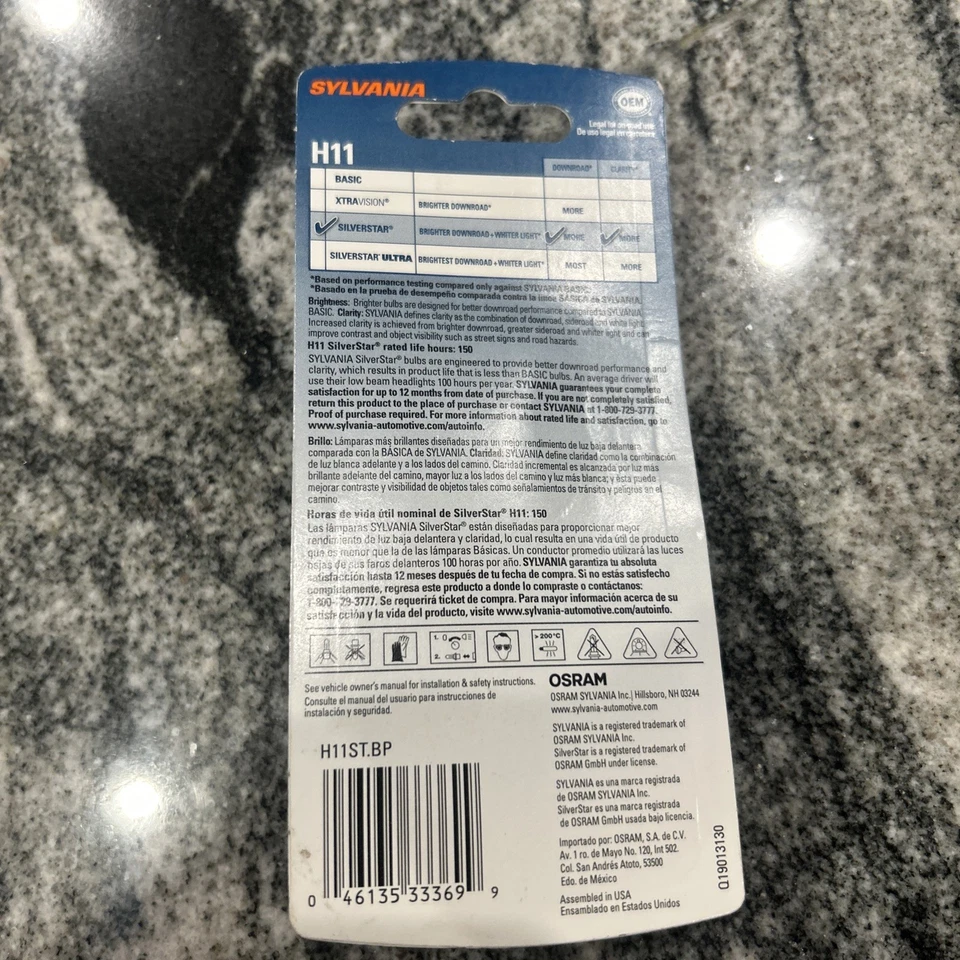 SYLVANIA
OEM
Legal for on-road use
De uso legal en carretera
H11
DOWNROAD* CLARITY*
BASIC
XTRAVISION® BRIGHTER DOWNROAD* MORE
SILVERSTAR® BRIGHTER DOWNROAD + WHITER LIGHT* MORE MORE
SILVERSTAR® ULTRA BRIGHTEST DOWNROAD + WHITER LIGHT* MOST MORE
*Based on performance testing compared only against SYLVANIA BASIC.
*Basado en la prueba de desempeño comparada contra la línea BÁSICA de SYLVANIA.
Brightness: Brighter bulbs are designed for better downroad performance compared to SYLVANIA
BASIC. Clarity: SYLVANIA defines clarity as the combination of downroad, sideroad and white light.
Increased clarity is achieved from brighter downroad, greater sideroad and whiter light and can
improve contrast and object visibility such as street signs and road hazards.
H11 SilverStar® rated life hours: 150
SYLVANIA SilverStar® bulbs are engineered to provide better downroad performance and
clarity, which results in product life that is less than BASIC bulbs. An average driver will
use their low beam headlights 100 hours per year. SYLVANIA guarantees your complete
satisfaction for up to 12 months from date of purchase. If you are not completely satisfied,
return this product to the place of purchase or contact SYLVANIA at 1-800-729-3777.
Proof of purchase required. For more information about rated life and satisfaction, go to
www.sylvania-automotive.com/autoinfo.
Brillo: Lámparas más brillantes diseñadas para un mejor rendimiento de luz baja delantera
comparada con la BÁSICA de SYLVANIA. Claridad: SYLVANIA define claridad como la combinación
de luz blanca adelante y a los lados del camino. Claridad incremental es alcanzada por luz más
brillante adelante del camino, mayor luz a los lados del camino y luz más blanca; y ésta puede
mejorar contraste y visibilidad de objetos tales como señalamientos de tránsito y peligros en el
camino.
Horas de vida útil nominal de SilverStar® H11: 150
Las lámparas SYLVANIA SilverStar® están diseñadas para proporcionar mejor
rendimiento de luz baja delantera y claridad, lo cual resulta en una vida útil de producto
que es menor que la de las lámparas Básicas. Un conductor promedio utilizará las luces
bajas de sus faros delanteros 100 horas por año. SYLVANIA garantiza tu absoluta
satisfacción hasta 12 meses después de tu fecha de compra. Si no estás satisfecho
completamente, regresa este producto a donde lo compraste o contáctanos:
1-800-729-3777. Se requerirá ticket de compra. Para mayor información acerca de su
satisfacción y la vida del producto, visite www.sylvania-automotive.com/autoinfo.
1.
2.
>200°C
See vehicle owner's manual for installation & safety instructions.
Consulte el manual del usuario para instrucciones de
instalación y seguridad.
OSRAM
OSRAM SYLVANIA Inc. | Hillsboro, NH 03244
www.sylvania-automotive.com
SYLVANIA is a registered trademark of
OSRAM SYLVANIA Inc.
SilverStar is a registered trademark of
OSRAM GmbH under license.
SYLVANIA es una marca registrada
de OSRAM SYLVANIA Inc.
SilverStar es una marca registrada
de OSRAM GmbH usada bajo licencia.
Importado por: OSRAM, S.A. de C.V.
Av. 1 ro. de Mayo No. 120, Int 502.
Col. San Andrés Atoto, 53500
Edo. de México
Assembled in USA
Ensamblado en Estados Unidos
H11ST.BP
0 46135 33369 9
Q19013130